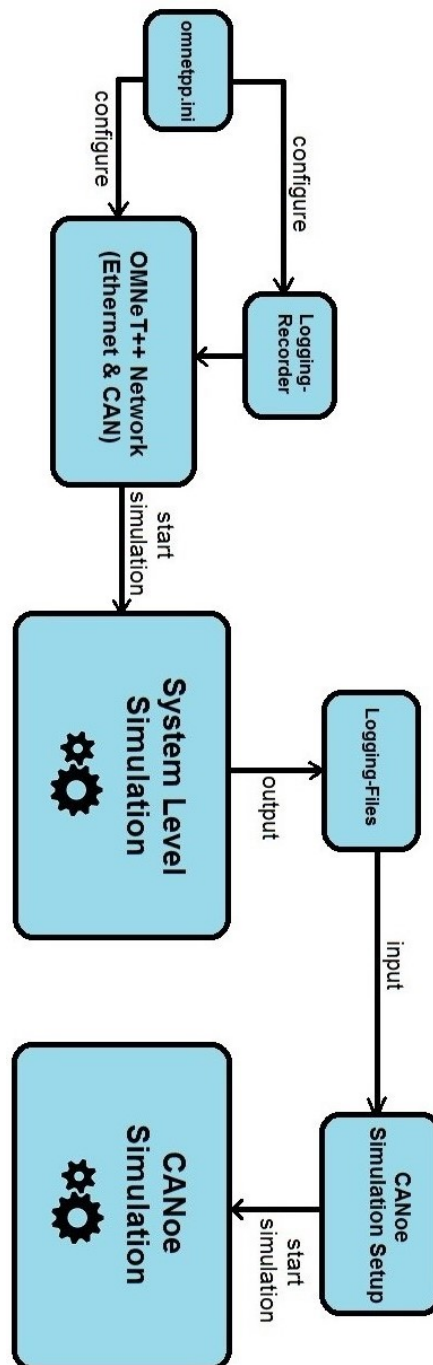 omnetpp.ini
configure
configure
Logging-
Recorder
OMNeT++ Network
(Ethernet & CAN)
start
simulation
System Level
Simulation
output
Logging-Files
input
CANoe
Simulation Setup
start
simulation
CANoe
Simulation